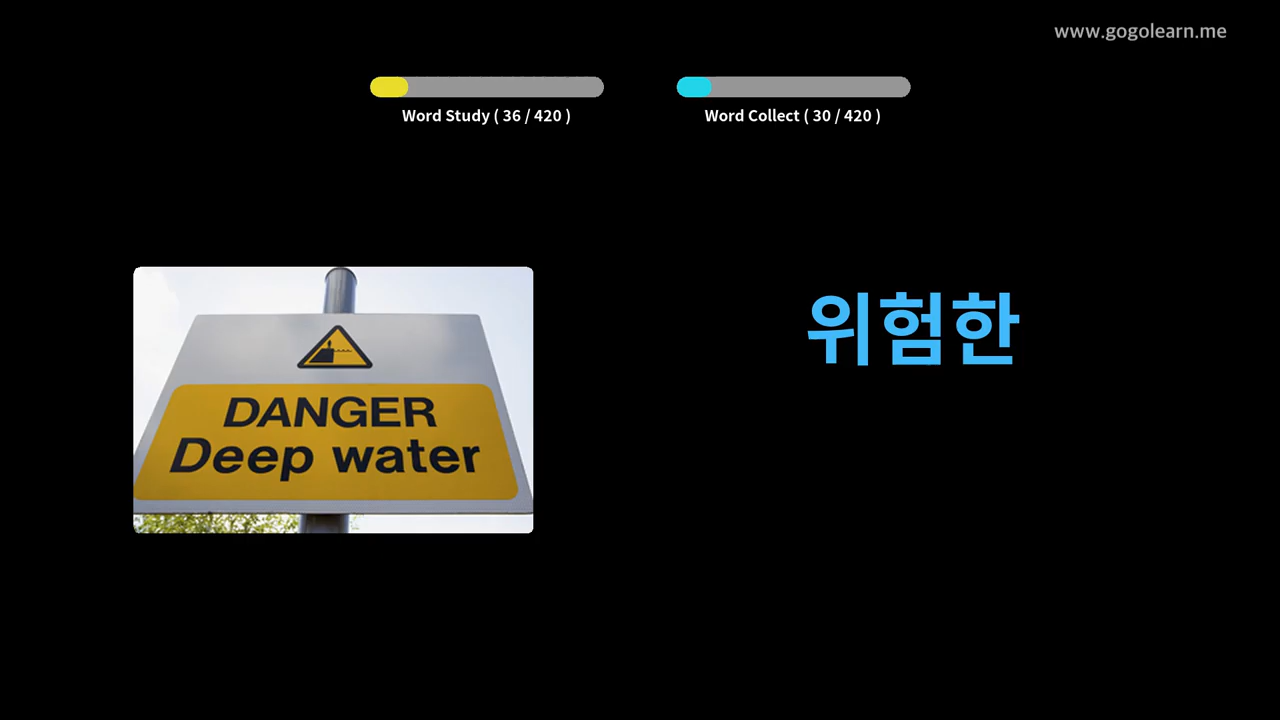 www.gogolearn.me
Word Study ( 36 / 420 )
Word Collect ( 30 / 420 )
DANGER
Deep water
위험한